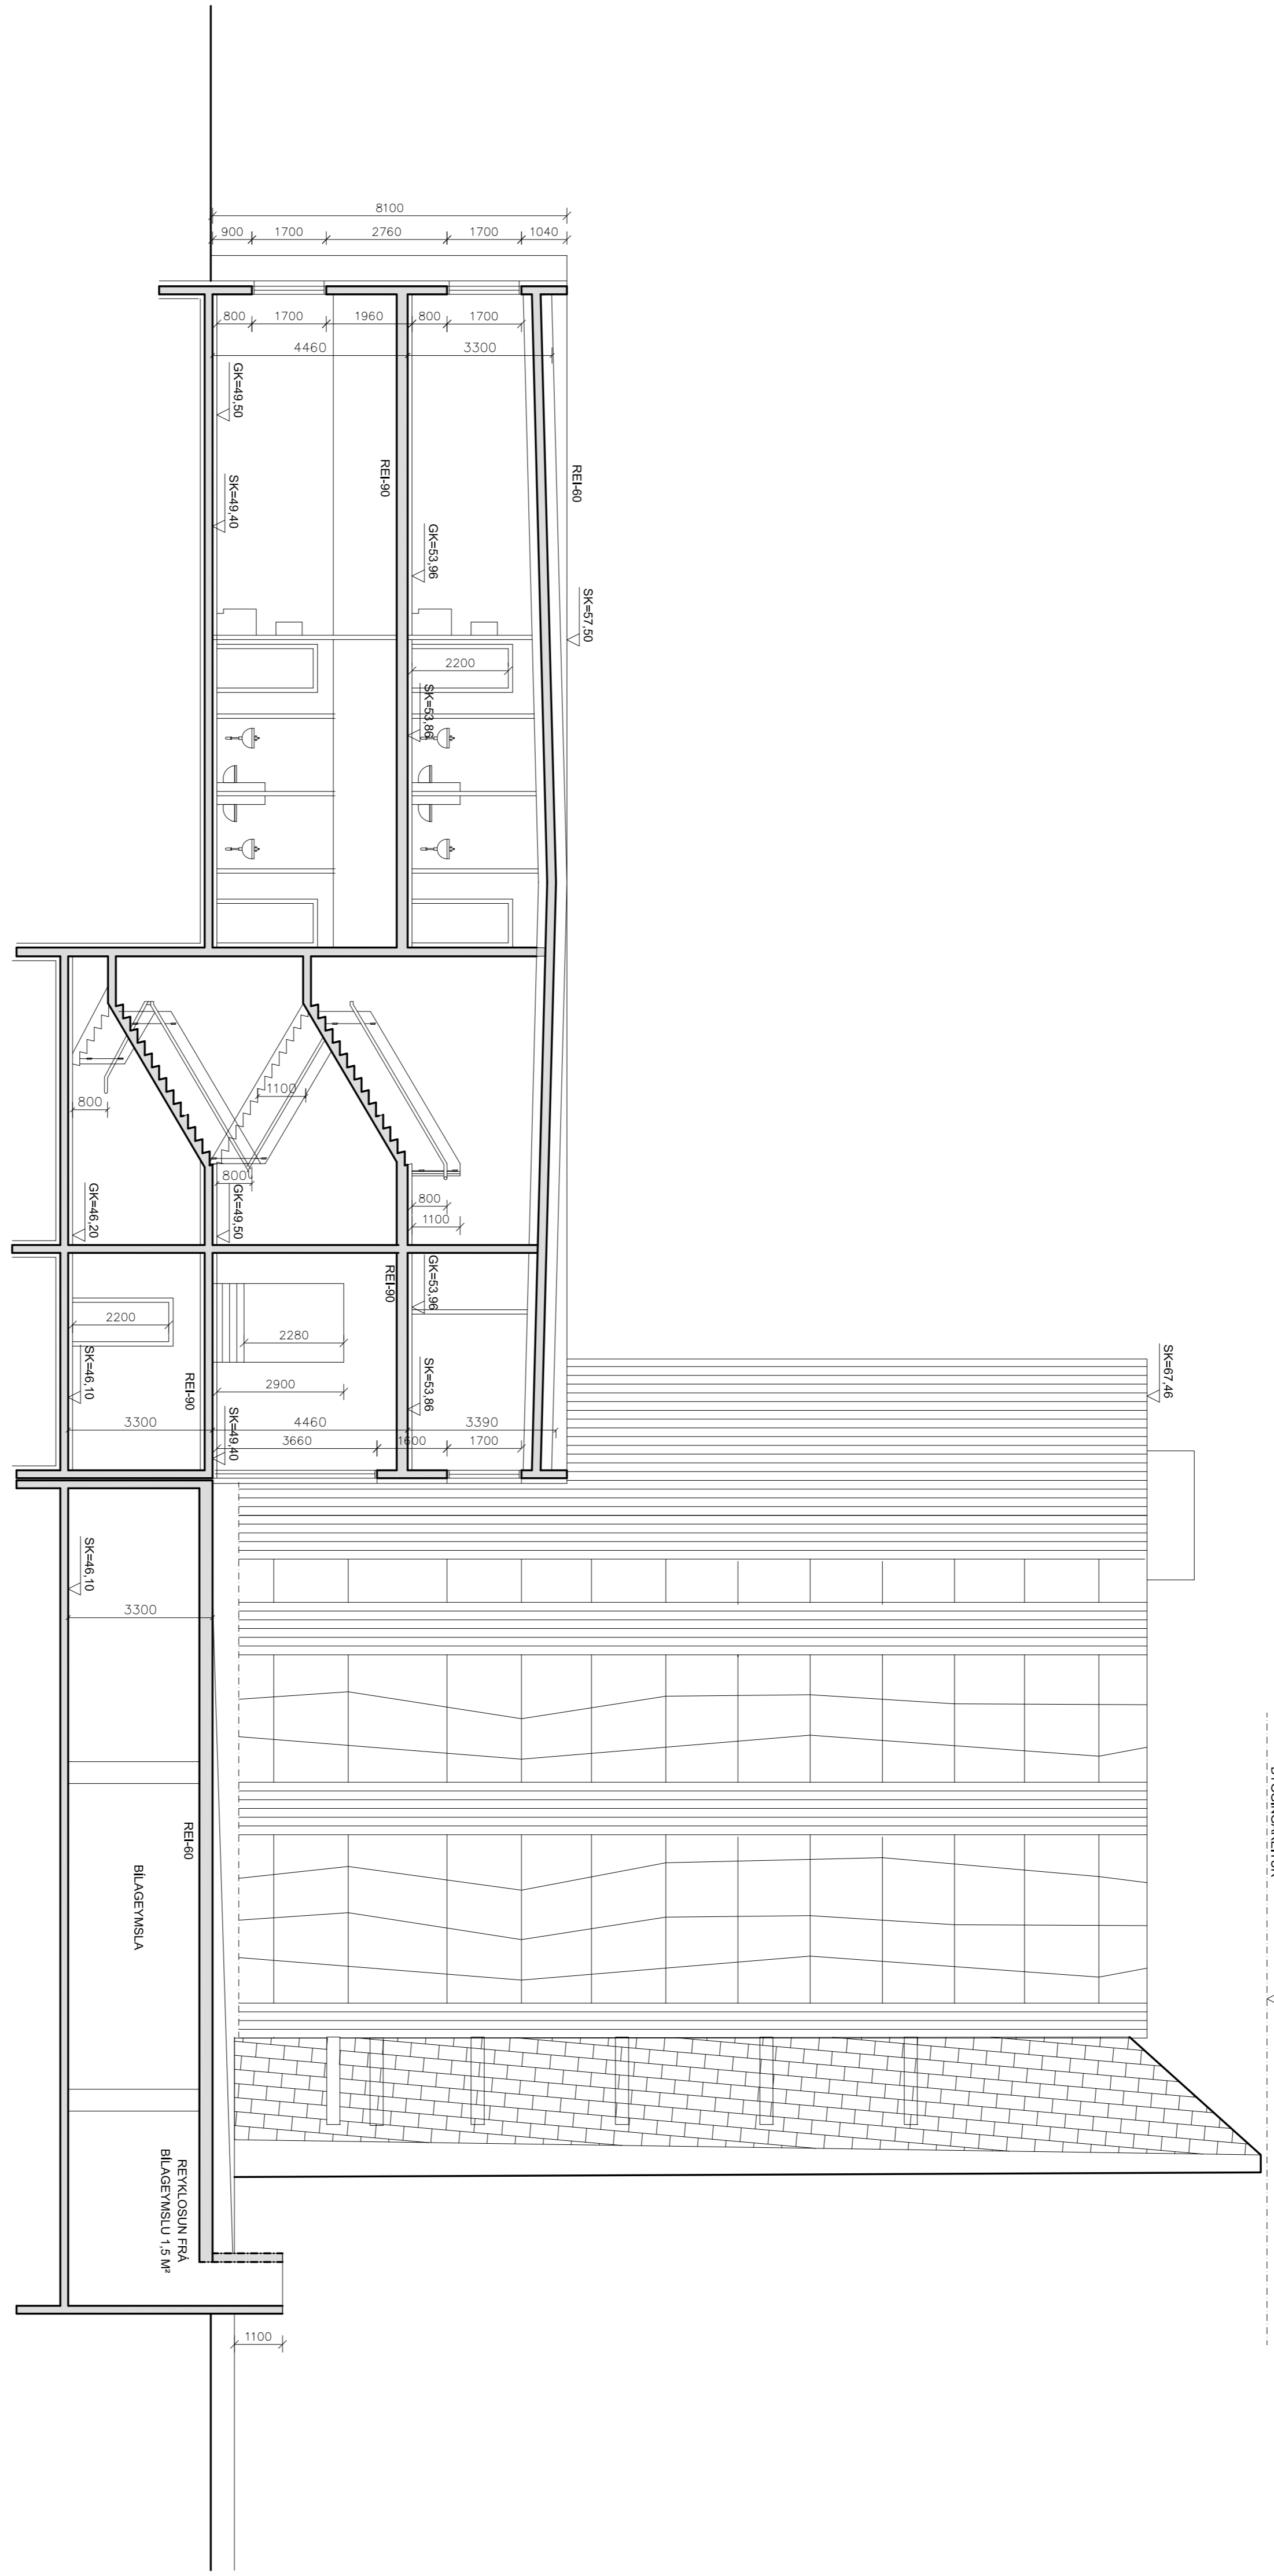 8100
900
1700
2760
1700
1040
800
1700
1960
800
1700
4460
3300
GK=49,50
SK=49,40
REI-90
REI-60
GK=53,96
SK=57,50
2200
SK=53,86
1100
800
800
800
1100
GK=46,20
GK=49,50
GK=53,96
REI-90
2200
2280
2900
SK=46,10
REI-90
SK=49,40
SK=53,86
SK=67,46
3300
4460
3390
3660
1600
1700
SK=46,10
3300
REI-60
BÍLAGEYMSLA
REYKLOSUN FRÁ
BÍLAGEYMSLU 1,5 M²
1100